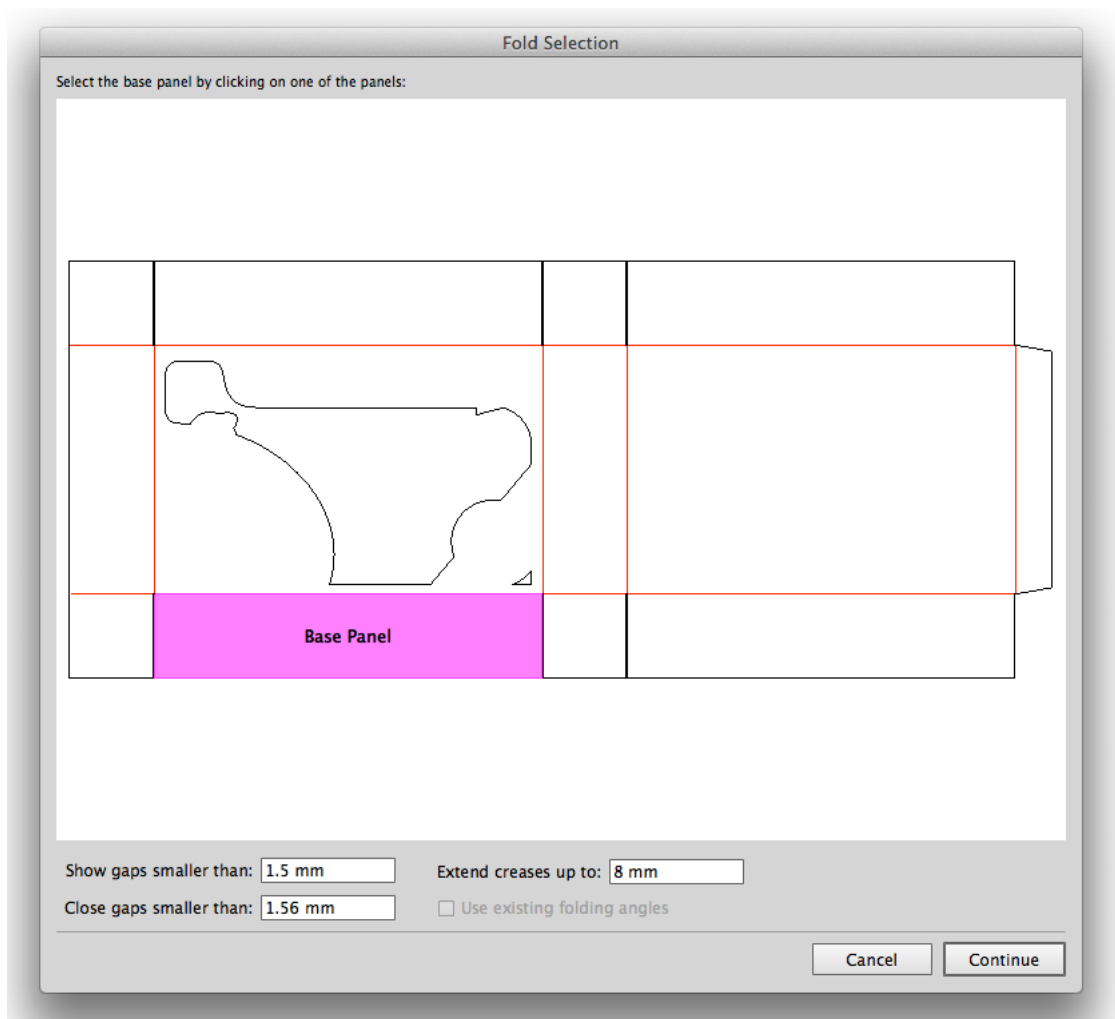 Fold Selection
Select the base panel by clicking on one of the panels:
Base Panel
Show gaps smaller than: 1.5 mm
Extend creases up to: 8 mm
Close gaps smaller than: 1.56 mm
Use existing folding angles
Cancel
Continue